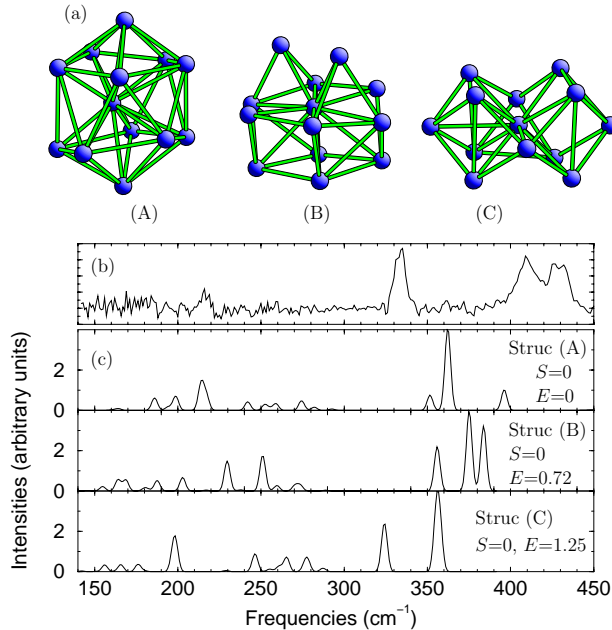 (a)
(A)
(B)
(C)
(b)
(c)
Struc (A)
S=0
E=0
Struc (B)
S=0
E=0.72
Struc (C)
S=0, E=1.25
Intensities (arbitrary units)
2
0
2
0
2
0
150 200 250 300 350 400 450
Frequencies (cm⁻¹)